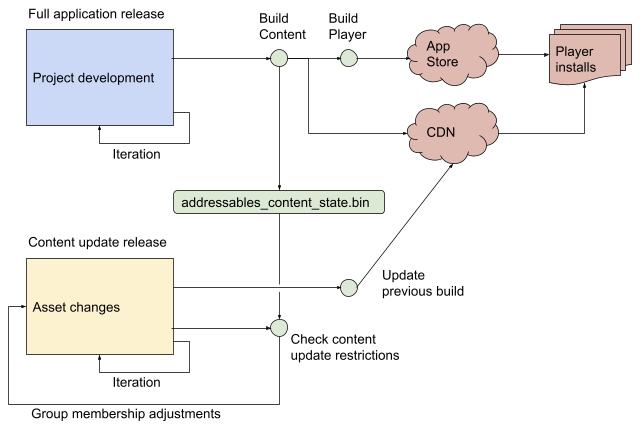 Full application release
Build
Content
Build
Player
App
Store
Player
installs
Project development
CDN
Iteration
addressables_content_state.bin
Content update release
Update
previous build
Asset changes
Check content
update restrictions
Iteration
Group membership adjustments